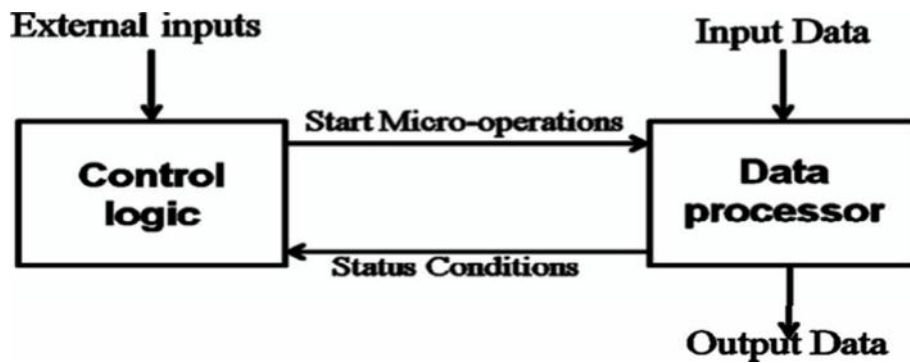 External inputs
Input Data
Start Micro-operations
Control
logic
Data
processor
Status Conditions
Output Data